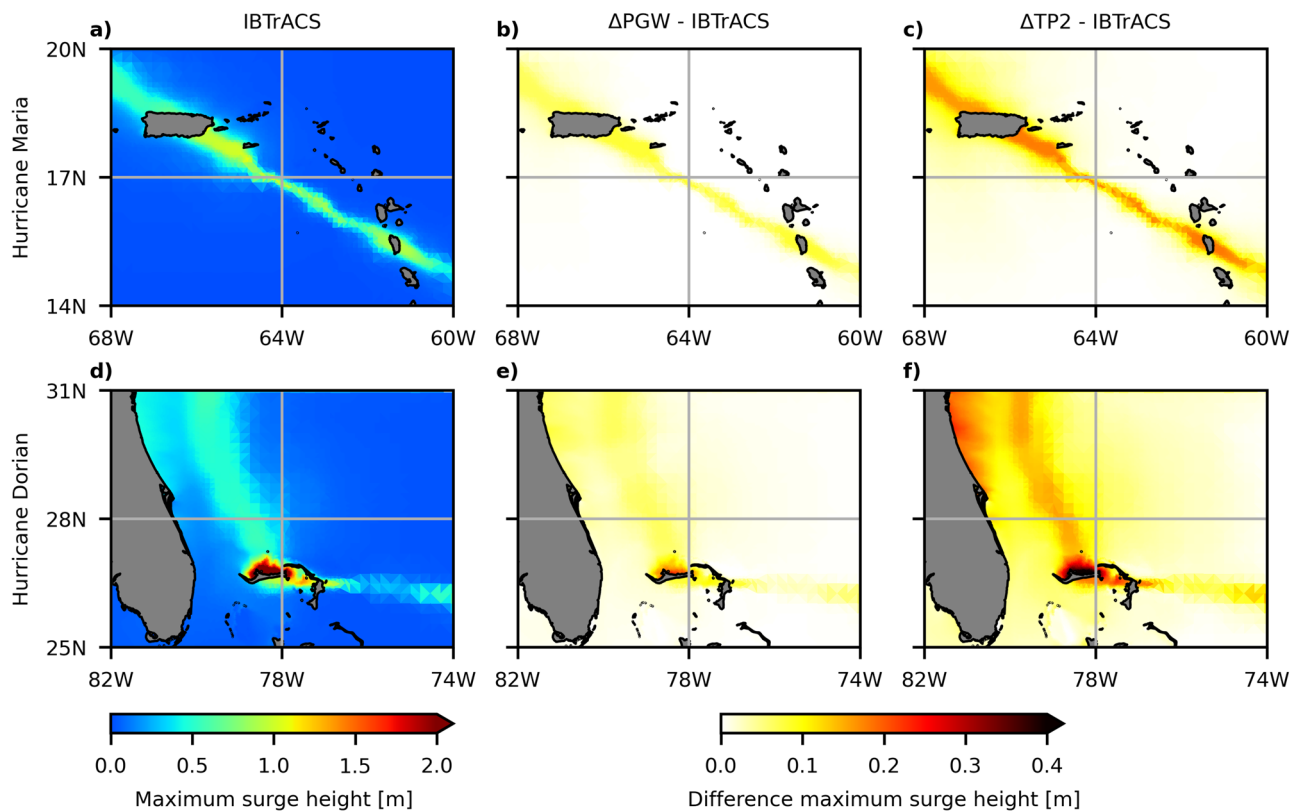 IBTrACS
ΔPGW - IBTrACS
ΔTP2 - IBTrACS
a)
b)
c)
Hurricane Maria
20N
17N
14N
68W
64W
60W
68W
64W
60W
68W
64W
60W
d)
e)
f)
Hurricane Dorian
31N
28N
25N
82W
78W
74W
82W
78W
74W
82W
78W
74W
0.0
0.5
1.0
1.5
2.0
Maximum surge height [m]
0.0
0.1
0.2
0.3
0.4
Difference maximum surge height [m]